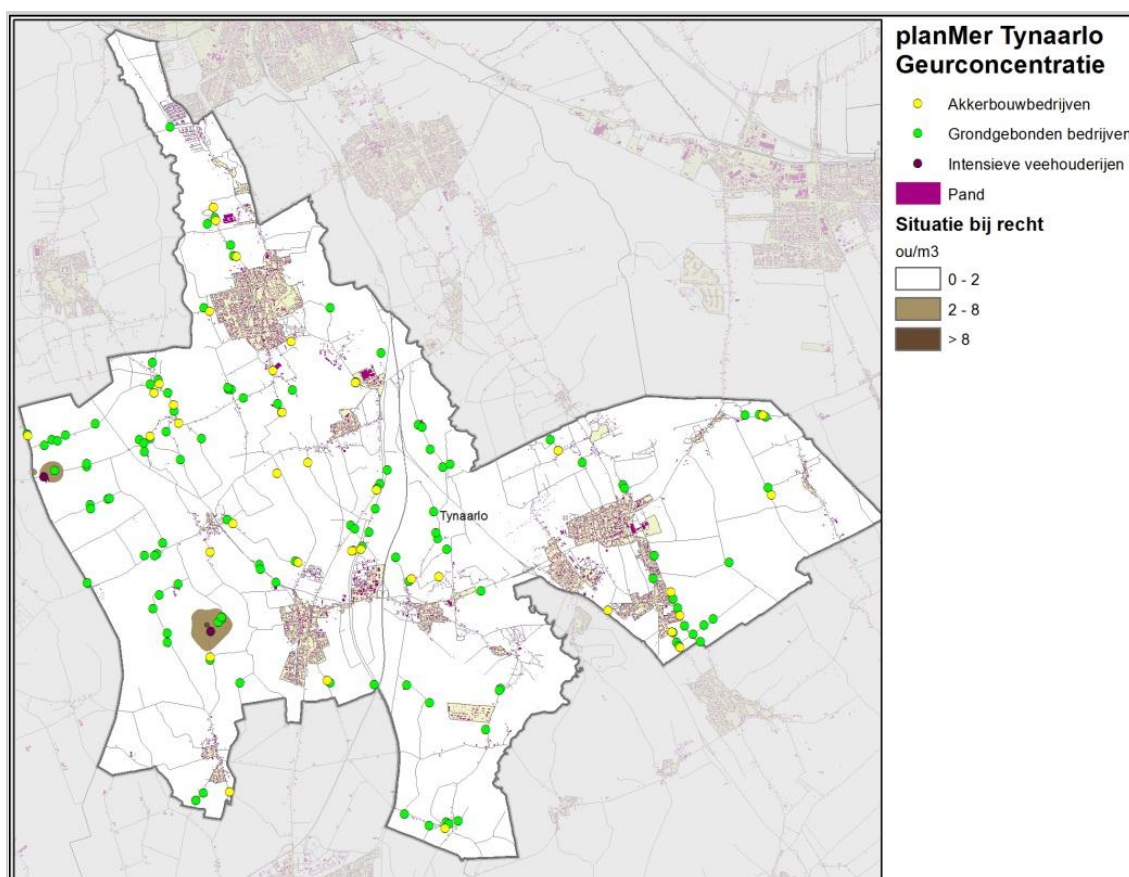 planMer Tynaarlo
Geurconcentratie
Akkerbouwbedrijven
Grondgebonden bedrijven
Intensieve veehouderijen
Pand
Situatie bij recht
ou/m3
0 - 2
2 - 8
> 8
Tynaarlo